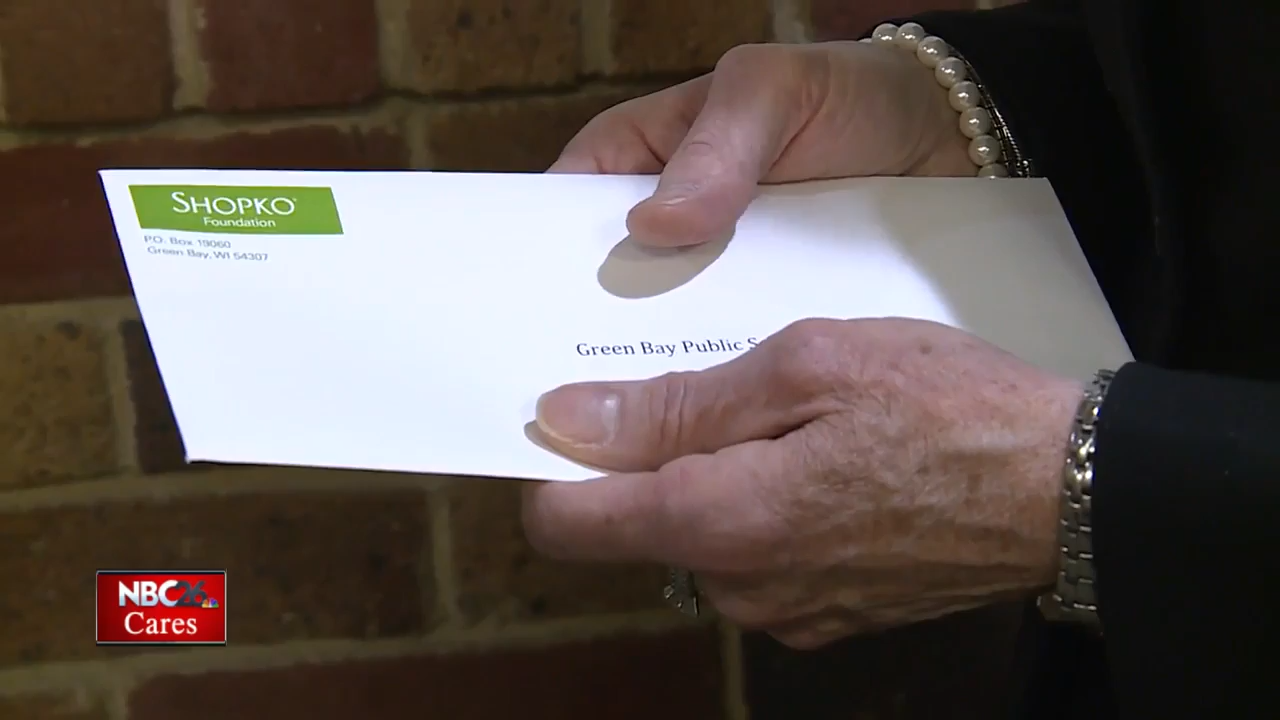 SHOPKO
Foundation
P.O. Box 19060
Green Bay, WI 54307
Green Bay Public
NBC26
Cares